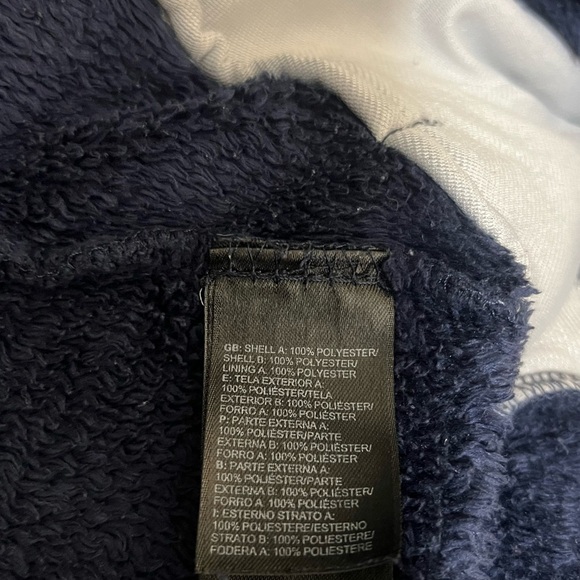 GB: SHELL A: 100% POLYESTER/
SHELL B: 100% POLYESTER/
LINING A: 100% POLYESTER
E: TELA EXTERIOR A:
100% POLIÉSTER/TELA
EXTERIOR B: 100% POLIÉSTER/
FORRO A: 100% POLIÉSTER
P: PARTE EXTERNA A:
100% POLIÉSTER/PARTE
EXTERNA B: 100% POLIÉSTER/
FORRO A: 100% POLIÉSTER
B: PARTE EXTERNA A:
100% POLIÉSTER/PARTE
EXTERNA B: 100% POLIÉSTER/
FORRO A: 100% POLIÉSTER
I: ESTERNO STRATO A:
100% POLIESTERE/ESTERNO
STRATO B: 100% POLIESTERE/
FODERA A: 100% POLIESTERE